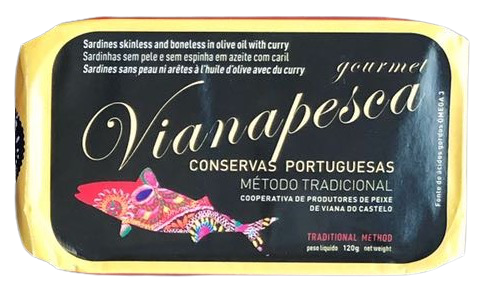 Sardines skinless and boneless in olive oil with curry
Sardinhas sem pele e sem espinha em azeite com caril
Sardines sans peau ni arêtes à l'huile d'olive avec du curry
gourmet
Vianapesca
CONSERVAS PORTUGUESAS
MÉTODO TRADICIONAL
COOPERATIVA DE PRODUTORES DE PEIXE
DE VIANA DO CASTELO
TRADITIONAL METHOD
peso líquido 120g net weight
Fonte de ácidos gordos OMEGA 3